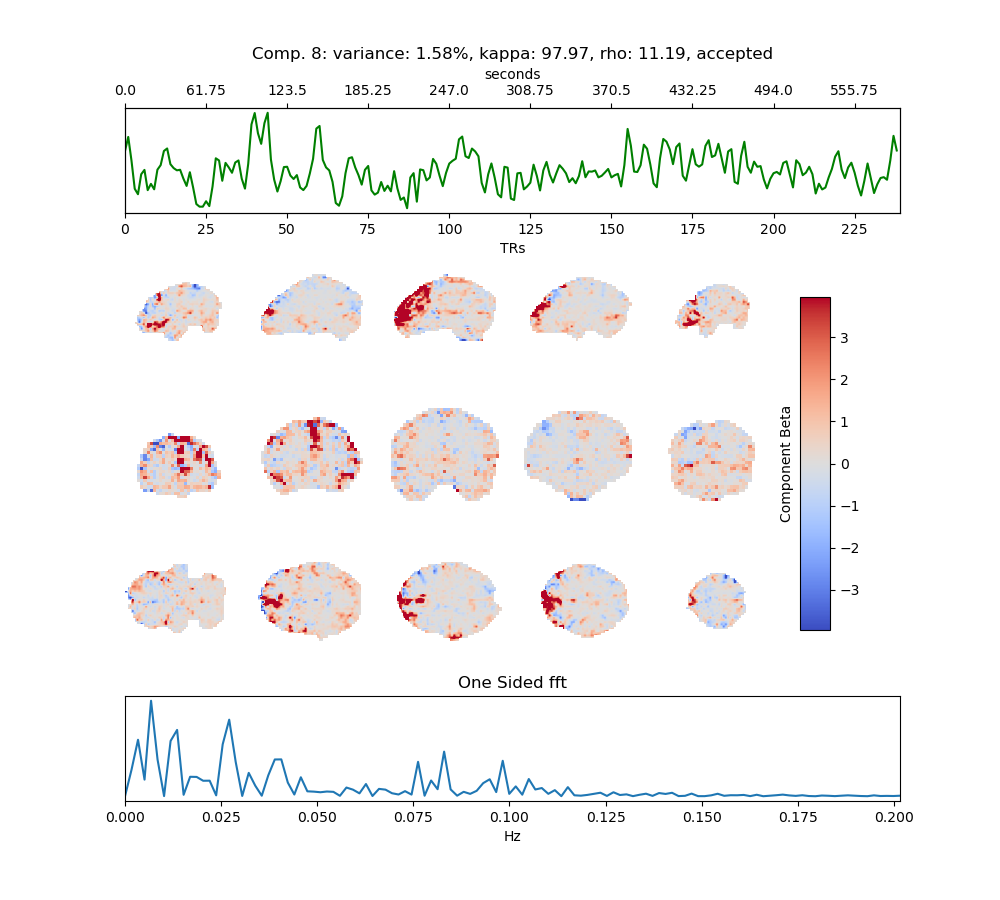 Comp. 8: variance: 1.58%, kappa: 97.97, rho: 11.19, accepted
seconds
0.0 61.75 123.5 185.25 247.0 308.75 370.5 432.25 494.0 555.75
0 25 50 75 100 125 150 175 200 225
TRs
3
2
1
0
−1
−2
−3
Component Beta
One Sided fft
0.000 0.025 0.050 0.075 0.100 0.125 0.150 0.175 0.200
Hz